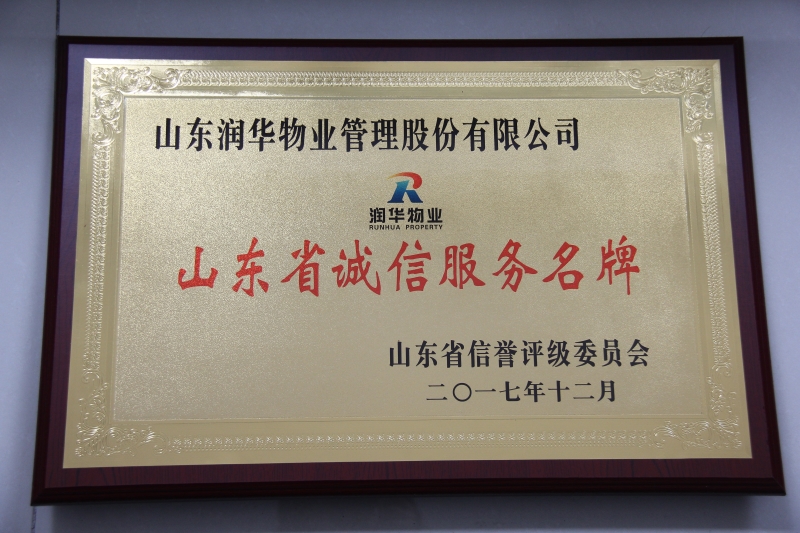 山东润华物业管理股份有限公司
润华物业
RUNHUA PROPERTY
山东省诚信服务名牌
山东省信誉评级委员会
二〇一七年十二月